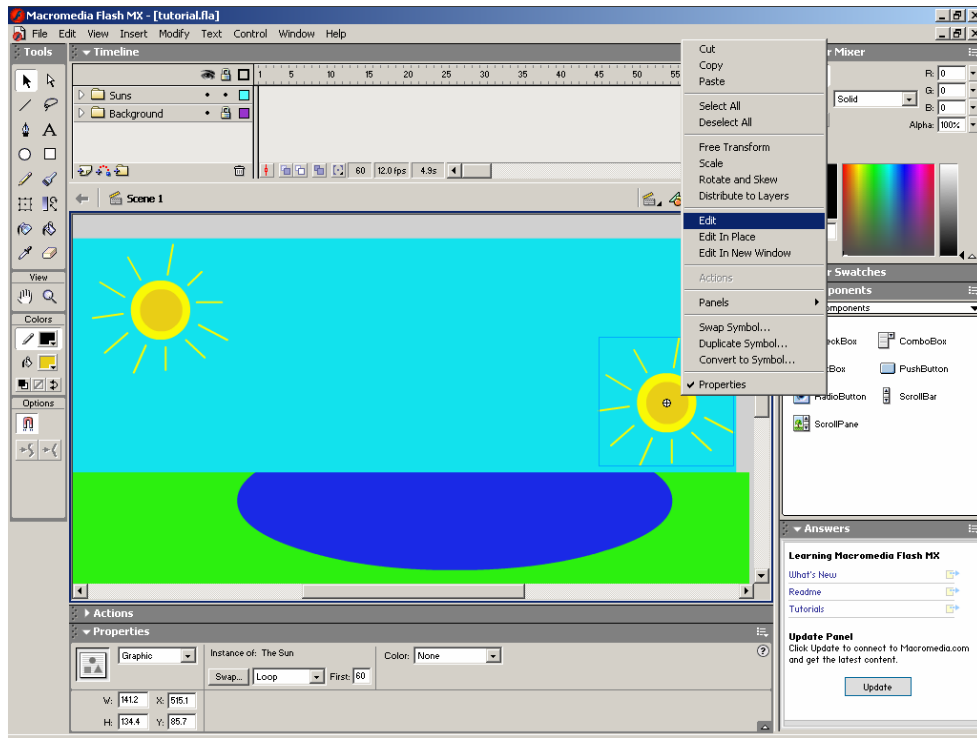 Macromedia Flash MX - [tutorial.fla]
File Edit View Insert Modify Text Control Window Help
Tools
Timeline
1 5 10 15 20 25 30 35 40 45 50 55
Suns
Background
60 12.0 fps 4.9s
Scene 1
View
Colors
Options
Cut
Copy
Paste
Select All
Deselect All
Free Transform
Scale
Rotate and Skew
Distribute to Layers
Edit
Edit In Place
Edit In New Window
Actions
Panels
Swap Symbol...
Duplicate Symbol...
Convert to Symbol...
Properties
Mixer
R: 0
G: 0
Solid
B: 0
Alpha: 100%
Swatches
ComboBox
PushButton
RadioButton
ScrollBar
ScrollPane
Answers
Learning Macromedia Flash MX
What's New
Readme
Tutorials
Update Panel
Click Update to connect to Macromedia.com
and get the latest content.
Update
Actions
Properties
Graphic
Instance of: The Sun
Color: None
Swap... Loop First: 60
W: 141.2 X: 515.1
H: 134.4 Y: 85.7